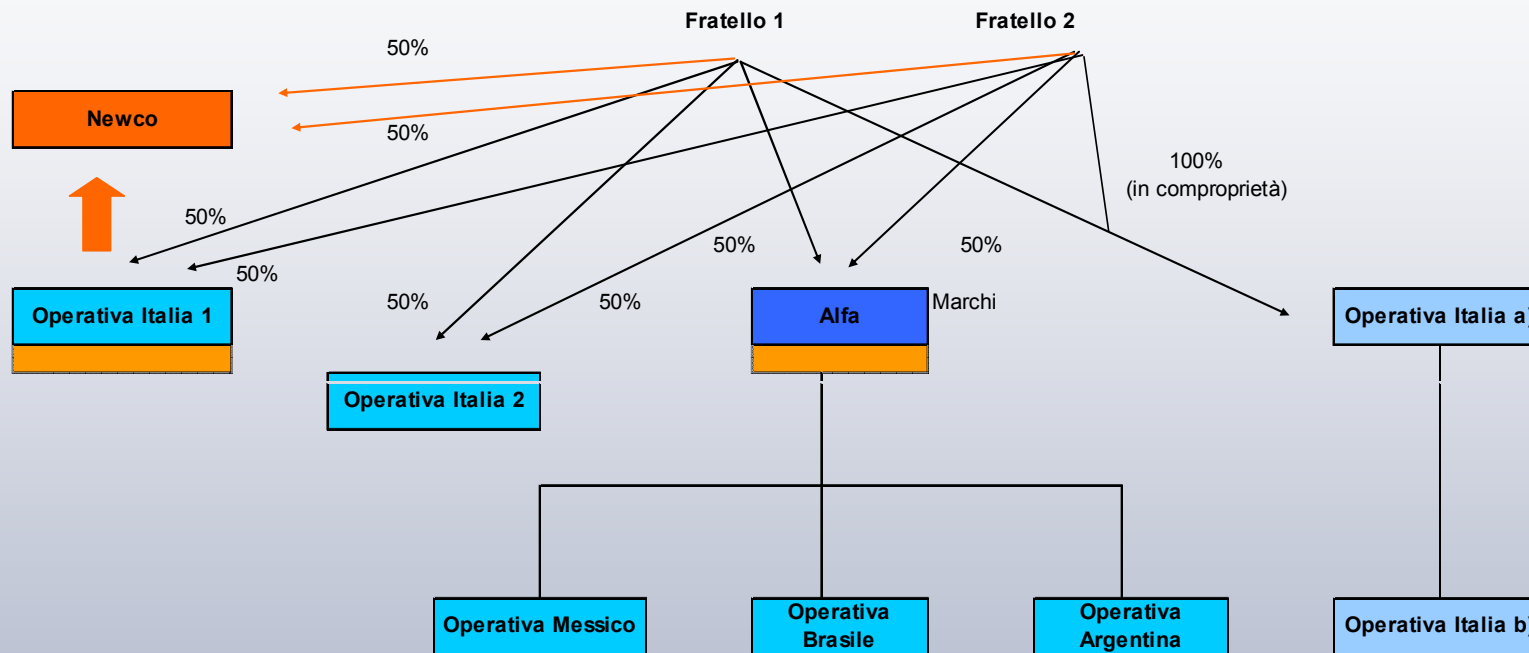 Fratello 1
Fratello 2
50%
Newco
50%
100%
(in comproprietà)
50%
50%
50%
50%
50%
50%
Operativa Italia 1
Alfa
Marchi
Operativa Italia a)
Operativa Italia 2
Operativa Messico
Operativa
Brasile
Operativa
Argentina
Operativa Italia b)